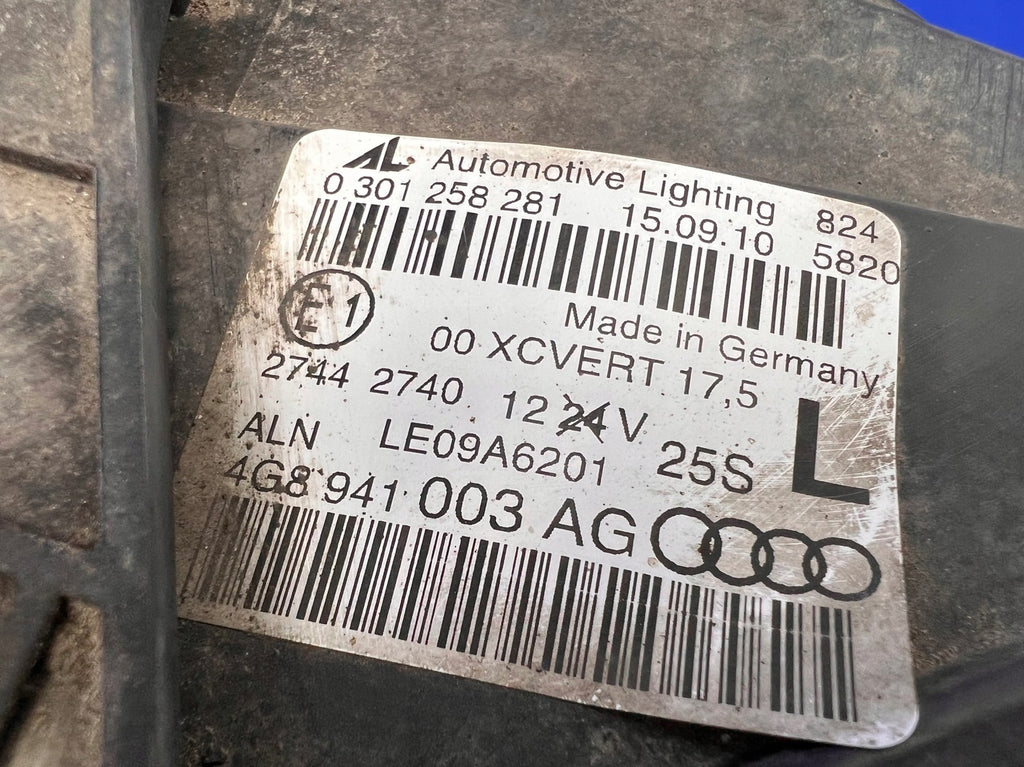 AL Automotive Lighting 824
0 301 258 281 15.09.10 5820
E1
Made in Germany
00 XCVERT 17,5
2744 2740 12 24 V
L
ALN LE09A6201 25S
4G8 941 003 AG